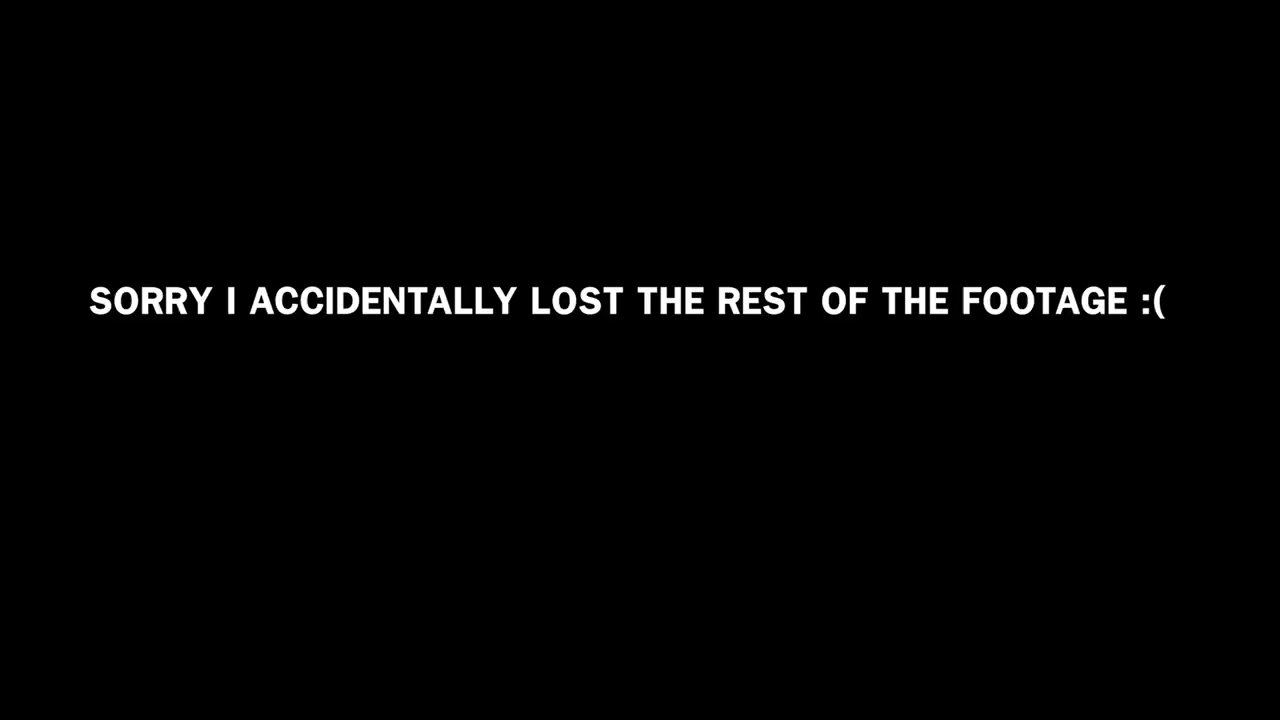 SORRY I ACCIDENTALLY LOST THE REST OF THE FOOTAGE :(